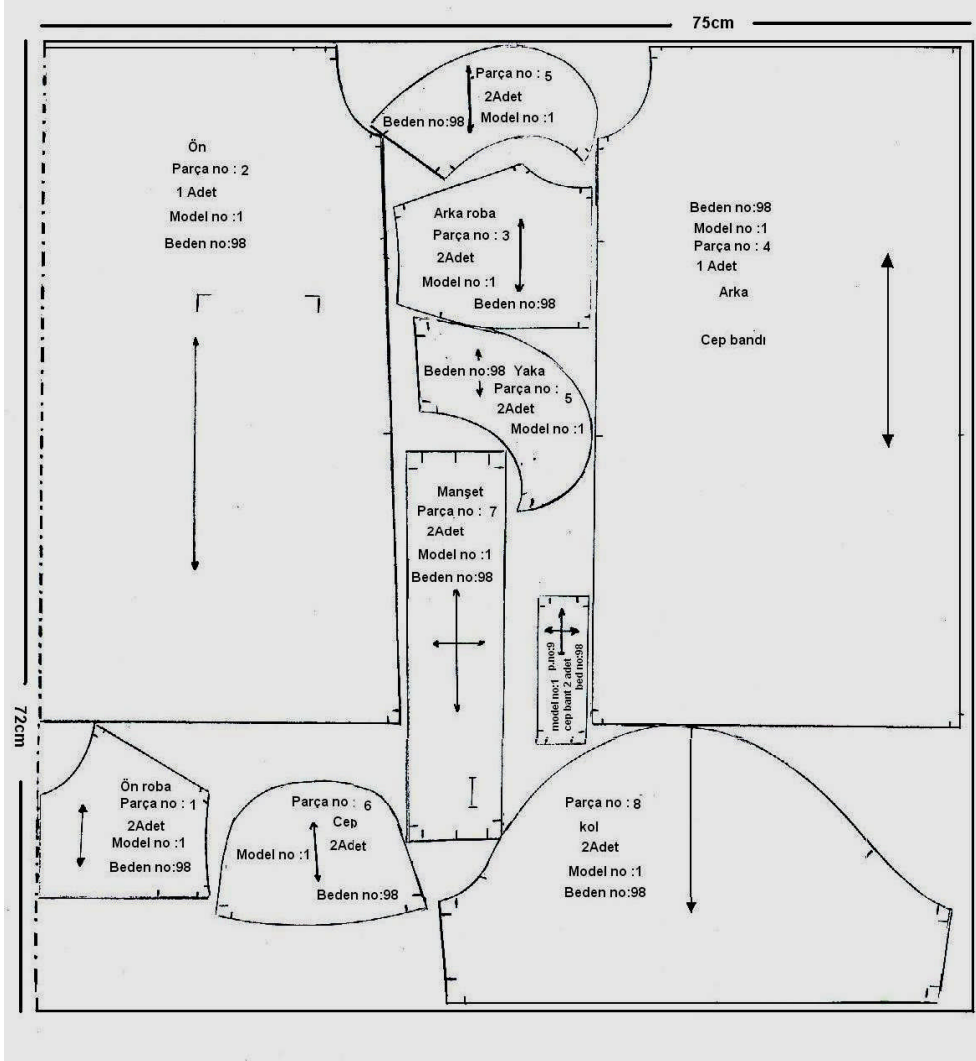 75cm
Parça no : 5
2Adet
Beden no:98 Model no :1
Ön
Parça no : 2
1 Adet
Model no :1
Beden no:98
Arka roba
Parça no : 3
2Adet
Model no :1
Beden no:98
Beden no:98
Model no :1
Parça no : 4
1 Adet
Arka
Cep bandı
Beden no:98 Yaka
Parça no : 5
2Adet
Model no :1
Manşet
Parça no : 7
2Adet
Model no :1
Beden no:98
model no:1 p.no:9
cep bant 2 adet
bed no:98
72cm
Ön roba
Parça no : 1
2Adet
Model no :1
Beden no:98
Parça no : 6
Cep
2Adet
Model no :1
Beden no:98
Parça no : 8
kol
2Adet
Model no :1
Beden no:98